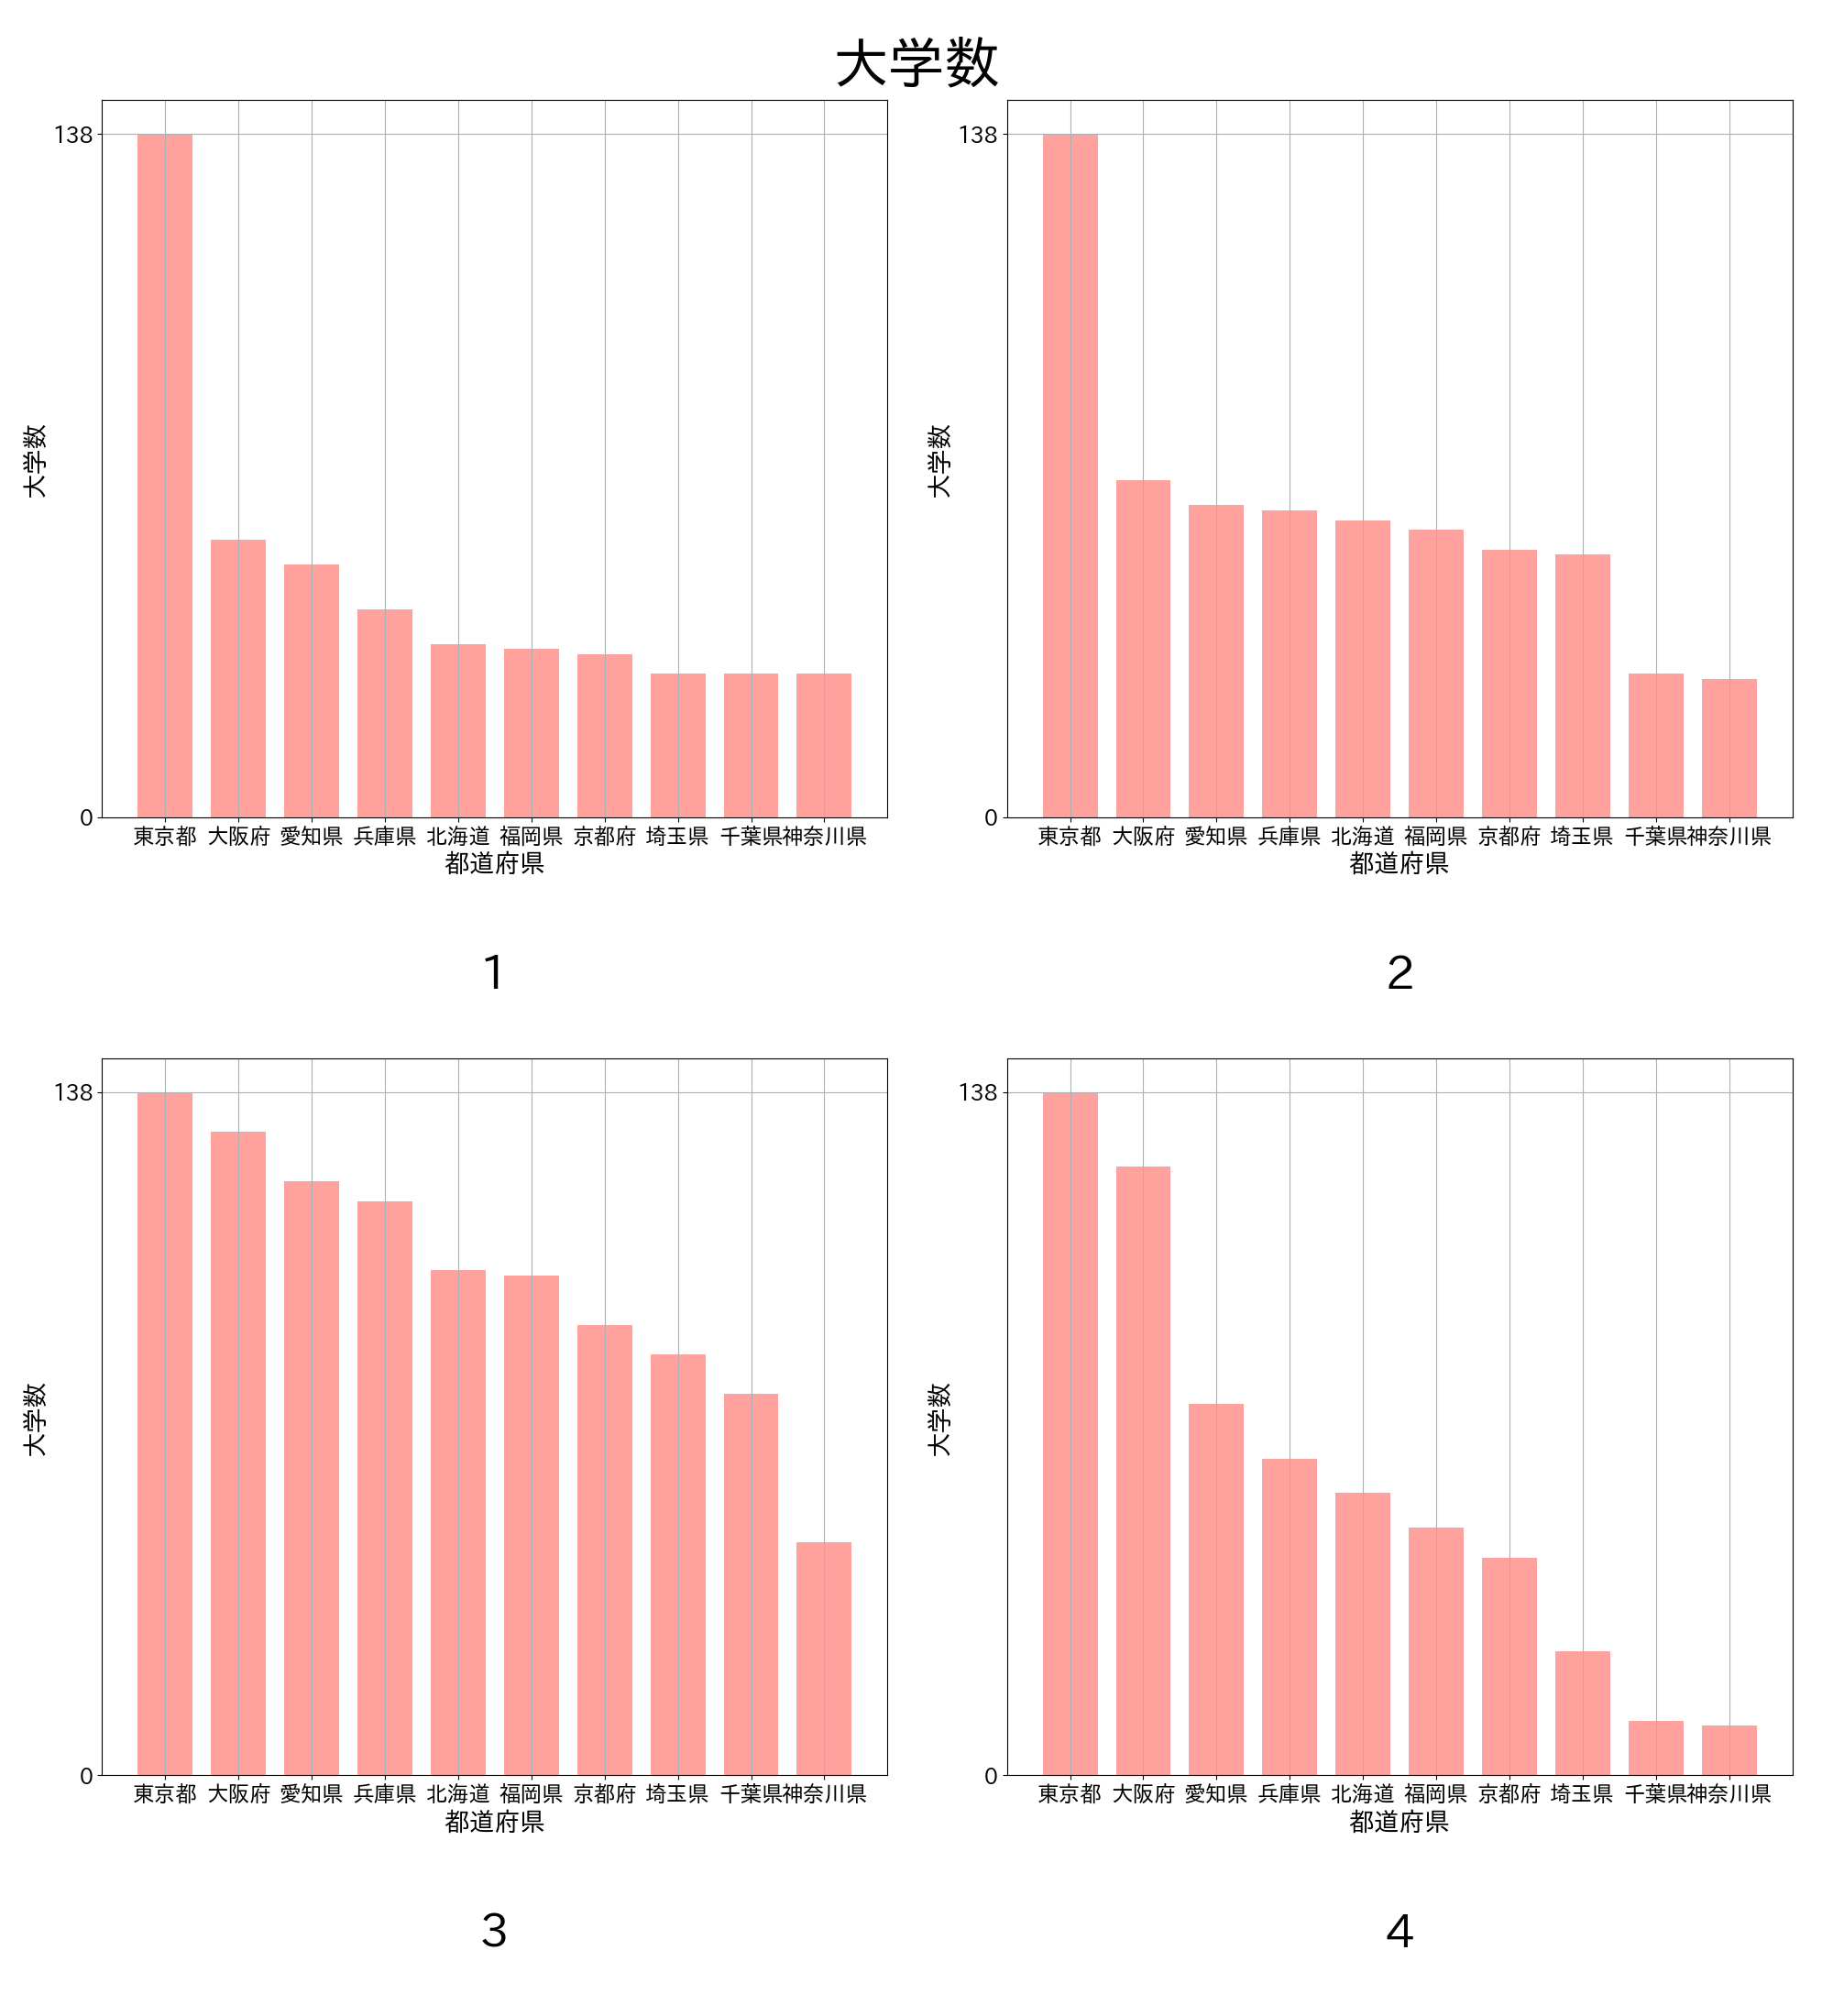 大学数
138
0
大学数
東京都 大阪府 愛知県 兵庫県 北海道 福岡県 京都府 埼玉県 千葉県 神奈川県
都道府県
1
138
0
大学数
東京都 大阪府 愛知県 兵庫県 北海道 福岡県 京都府 埼玉県 千葉県 神奈川県
都道府県
2
138
0
大学数
東京都 大阪府 愛知県 兵庫県 北海道 福岡県 京都府 埼玉県 千葉県 神奈川県
都道府県
3
138
0
大学数
東京都 大阪府 愛知県 兵庫県 北海道 福岡県 京都府 埼玉県 千葉県 神奈川県
都道府県
4